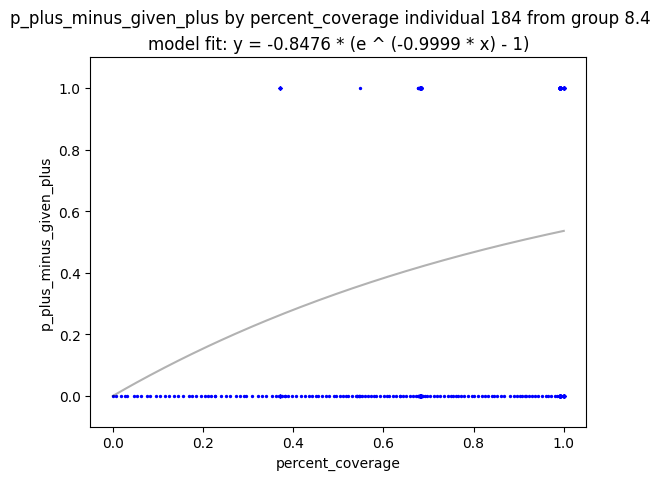 p_plus_minus_given_plus by percent_coverage individual 184 from group 8.4
model fit: y = -0.8476 * (e ^ (-0.9999 * x) - 1)
1.0
0.8
0.6
0.4
0.2
0.0
p_plus_minus_given_plus
0.0 0.2 0.4 0.6 0.8 1.0
percent_coverage